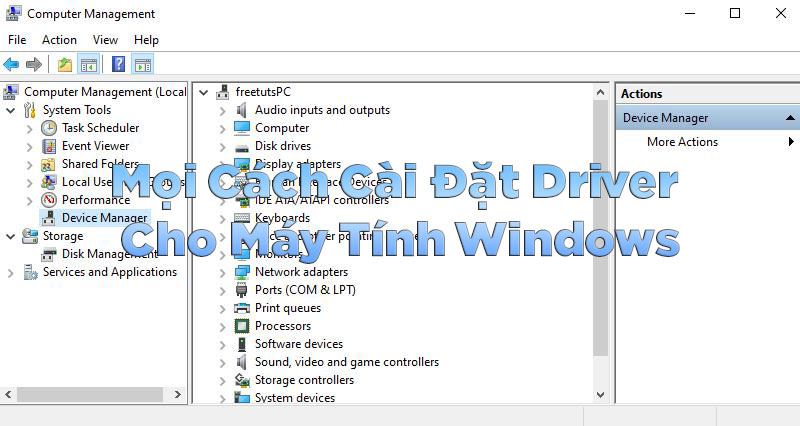 Computer Management
File Action View Help
Computer Management (Local
System Tools
Task Scheduler
Event Viewer
Shared Folders
Local Users
Performance
Device Manager
Storage
Disk Management
Services and Applications
freetutsPC
Audio inputs and outputs
Computer
Disk drives
Display adapters
IDE ATA/ATAPI controllers
Keyboards
Monitors
Network adapters
Ports (COM & LPT)
Print queues
Processors
Software devices
Sound, video and game controllers
Storage controllers
System devices
Mọi Cách Cài Đặt Driver
Cho Máy Tính Windows
Actions
Device Manager
More Actions